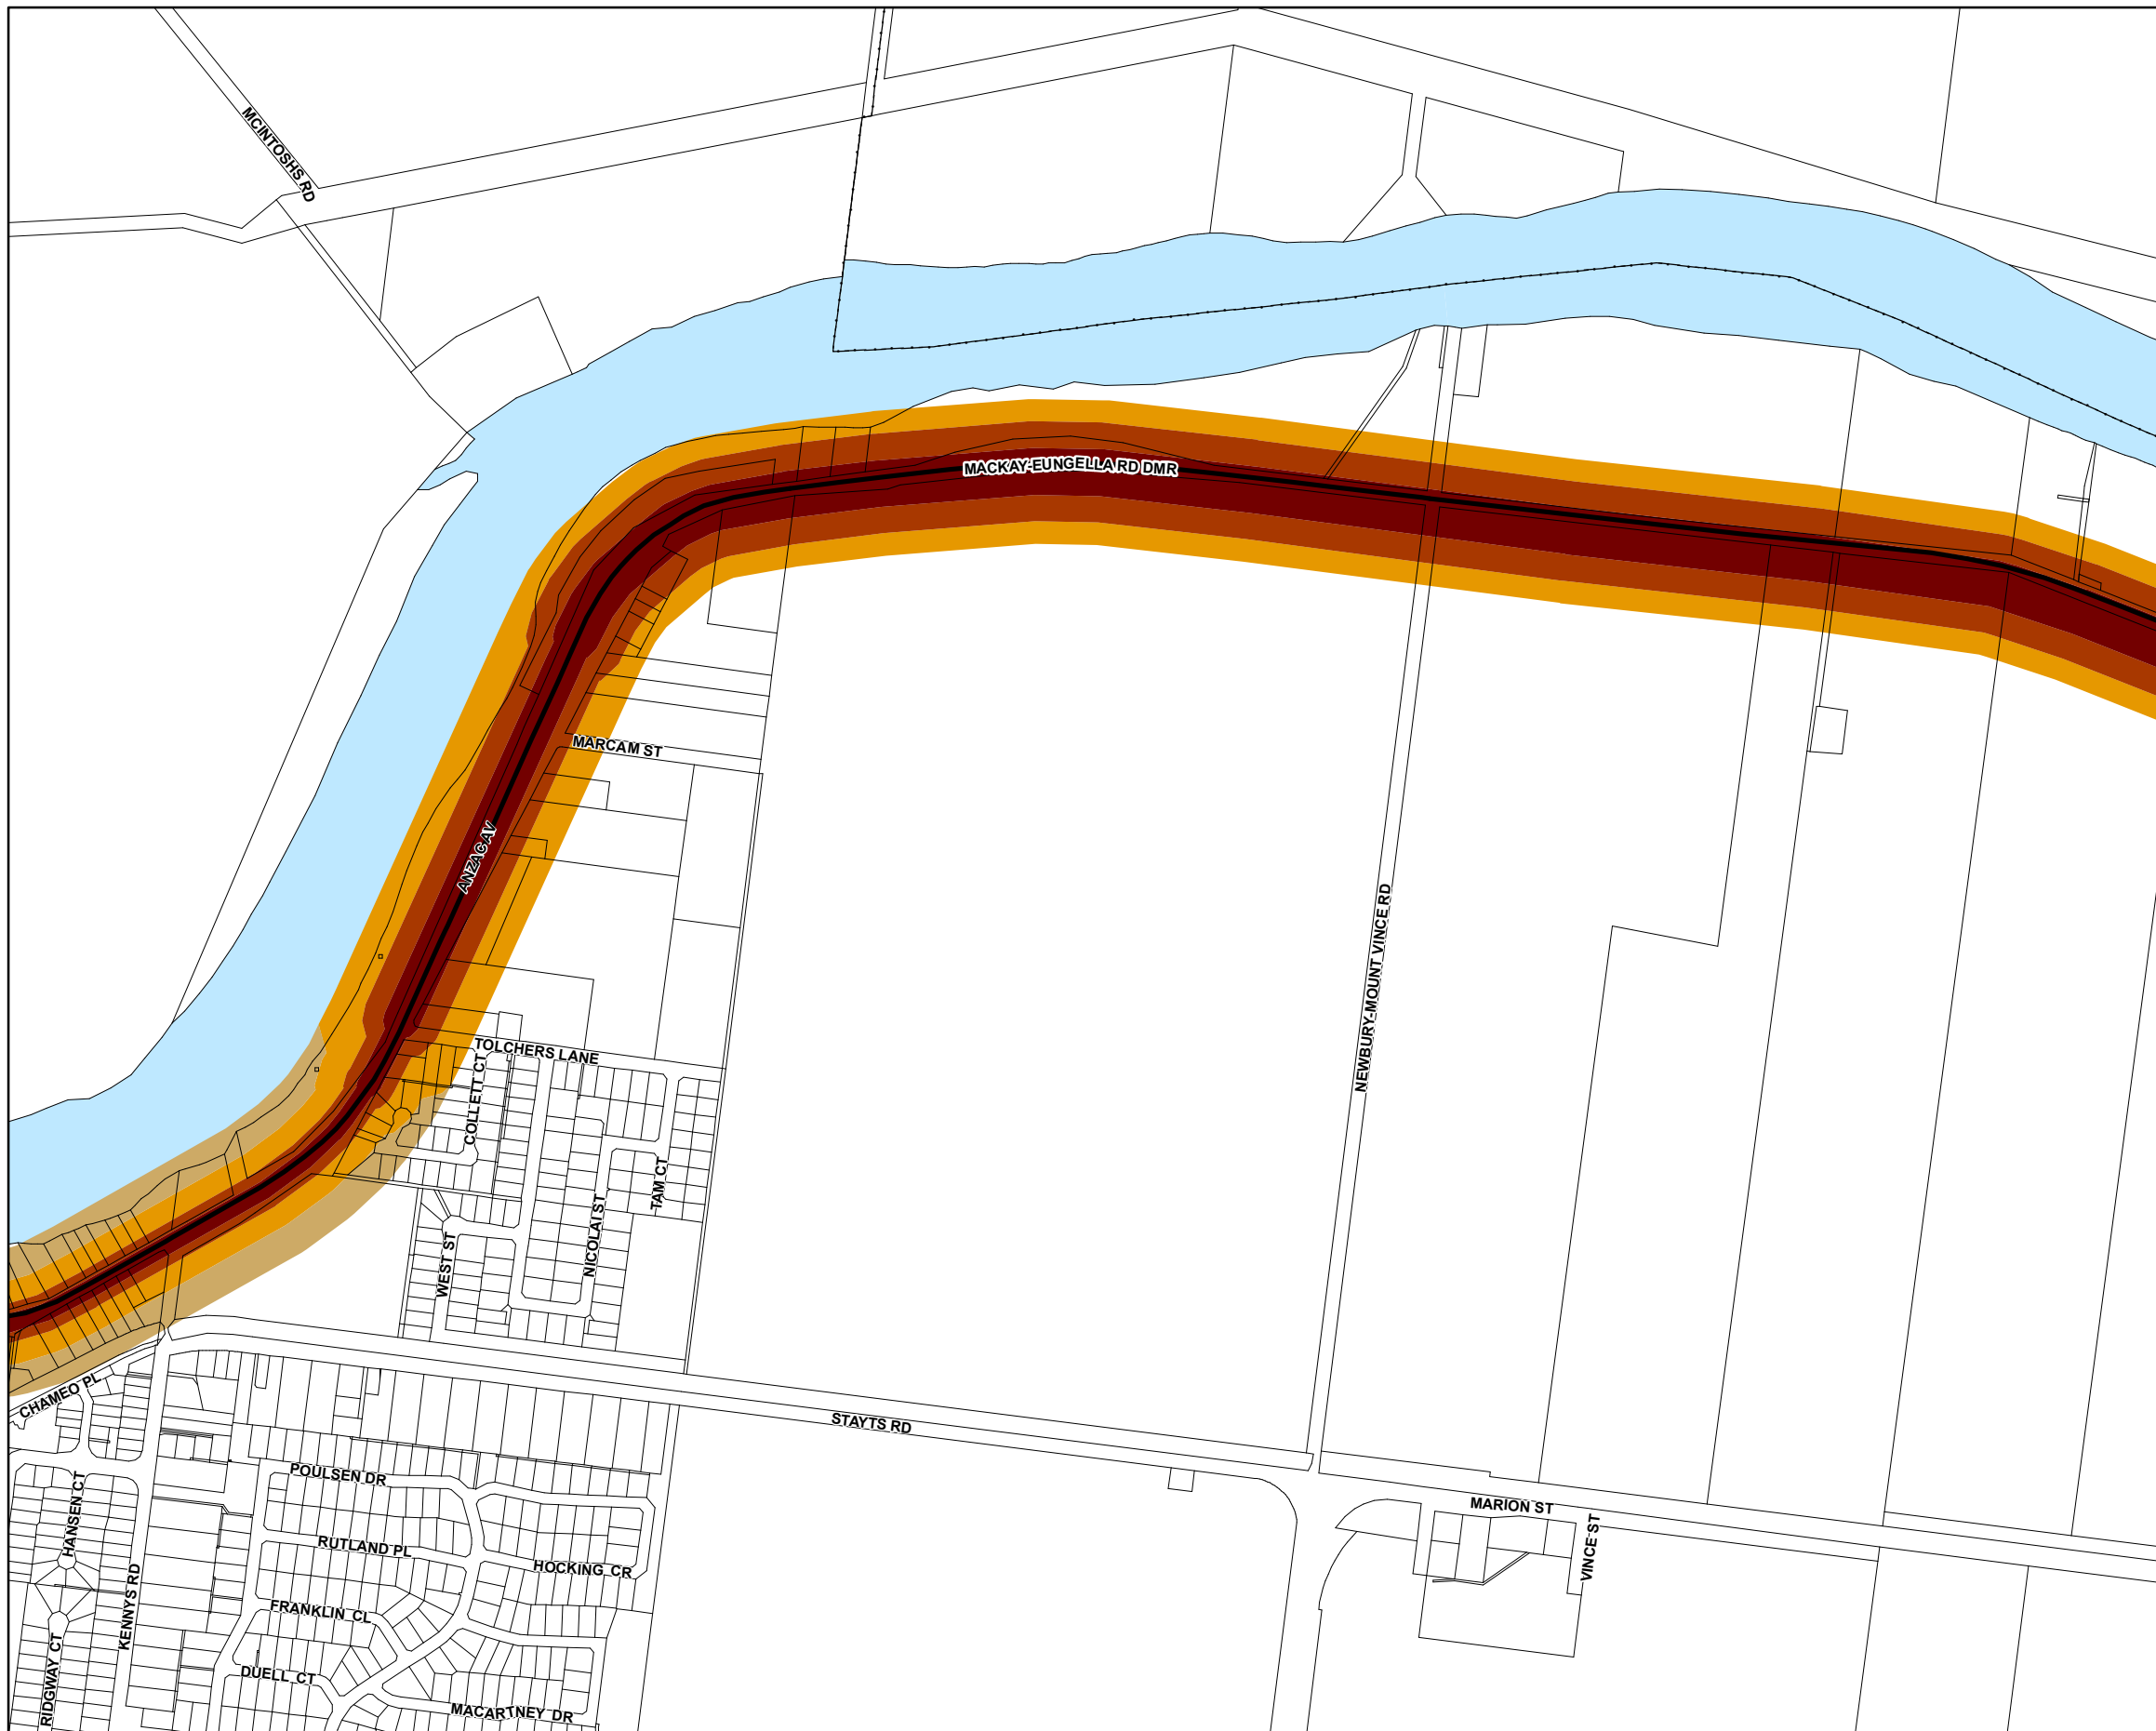 MCINTOSHS RD
MACKAY-EUNGELLA RD DMR
MARCAM ST
ANZAC AV
NEWBURY-MOUNT VINCE RD
TOLCHERS LANE
COLLETT CT
TAM CT
NICOLAI ST
WEST ST
CHAMEO PL
STAYTS RD
POULSEN DR
MARION ST
HANSEN CT
VINCE ST
RUTLAND PL
HOCKING CR
KENNYS RD
FRANKLIN CL
RIDGWAY CT
DUELL CT
MACARTNEY DR